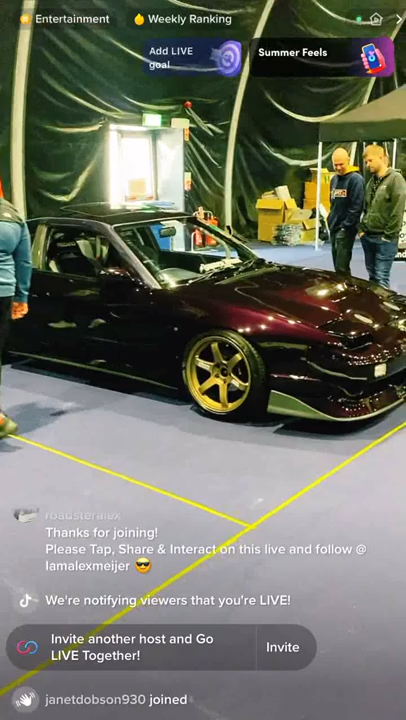 Entertainment
Weekly Ranking
Add LIVE
goal
Summer Feels
roadsteralex
Thanks for joining!
Please Tap, Share & Interact on this live and follow @
Iamalexmeijer 😎
We're notifying viewers that you're LIVE!
Invite another host and Go
LIVE Together!
Invite
janetdobson930 joined